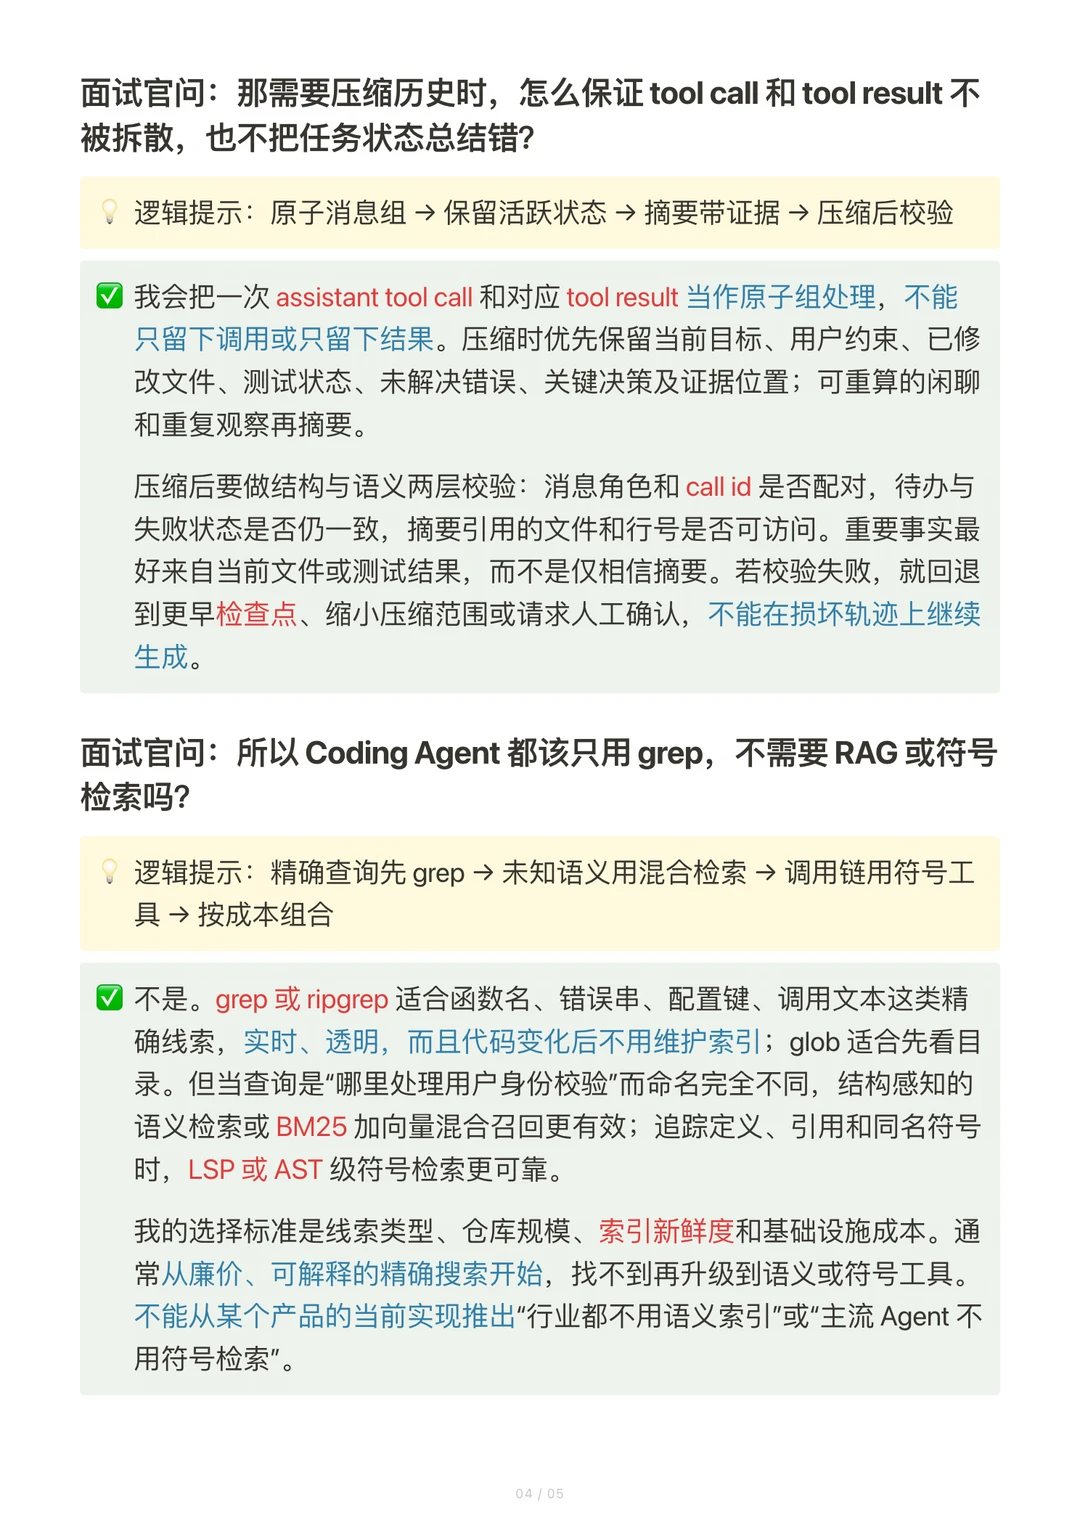 面试官问：那需要压缩历史时，怎么保证 tool call 和 tool result 不
被拆散，也不把任务状态总结错？
💡 逻辑提示：原子消息组 → 保留活跃状态 → 摘要带证据 → 压缩后校验
✅ 我会把一次 assistant tool call 和对应 tool result 当作原子组处理，不能
只留下调用或只留下结果。压缩时优先保留当前目标、用户约束、已修
改文件、测试状态、未解决错误、关键决策及证据位置；可重算的闲聊
和重复观察再摘要。
压缩后要做结构与语义两层校验：消息角色和 call id 是否配对，待办与
失败状态是否仍一致，摘要引用的文件和行号是否可访问。重要事实最
好来自当前文件或测试结果，而不是仅相信摘要。若校验失败，就回退
到更早检查点、缩小压缩范围或请求人工确认，不能在损坏轨迹上继续
生成。
面试官问：所以 Coding Agent 都该只用 grep，不需要 RAG 或符号
检索吗？
💡 逻辑提示：精确查询先 grep → 未知语义用混合检索 → 调用链用符号工
具 → 按成本组合
✅ 不是。grep 或 ripgrep 适合函数名、错误串、配置键、调用文本这类精
确线索，实时、透明，而且代码变化后不用维护索引；glob 适合先看目
录。但当查询是“哪里处理用户身份校验”而命名完全不同，结构感知的
语义检索或 BM25 加向量混合召回更有效；追踪定义、引用和同名符号
时，LSP 或 AST 级符号检索更可靠。
我的选择标准是线索类型、仓库规模、索引新鲜度和基础设施成本。通
常从廉价、可解释的精确搜索开始，找不到再升级到语义或符号工具。
不能从某个产品的当前实现推出“行业都不用语义索引”或“主流 Agent 不
用符号检索”。
04 / 05